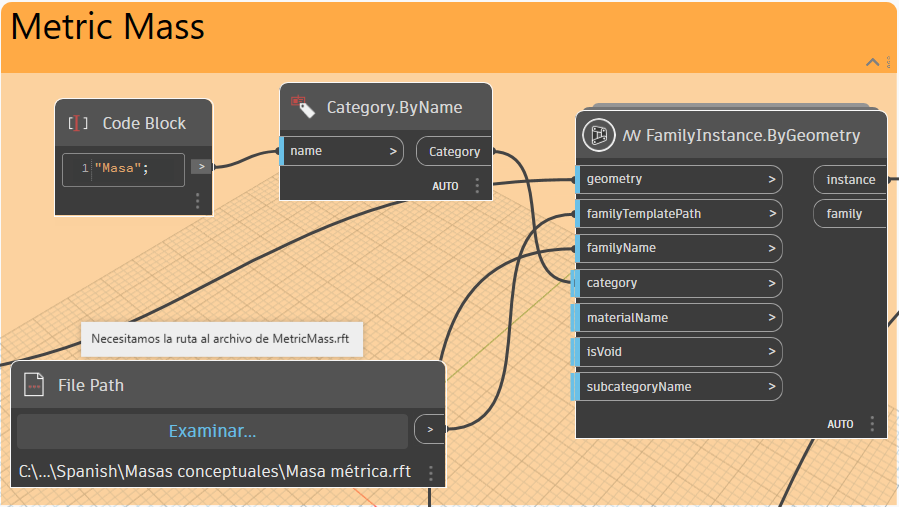 Metric Mass
Code Block
1 "Masa";
>
Category.ByName
name >
Category
AUTO
FamilyInstance.ByGeometry
geometry >
familyTemplatePath >
familyName >
category >
materialName >
isVoid >
subcategoryName >
instance
family
AUTO
Necesitamos la ruta al archivo de MetricMass.rft
File Path
Examinar...
>
C:\...\Spanish\Masas conceptuales\Masa métrica.rft